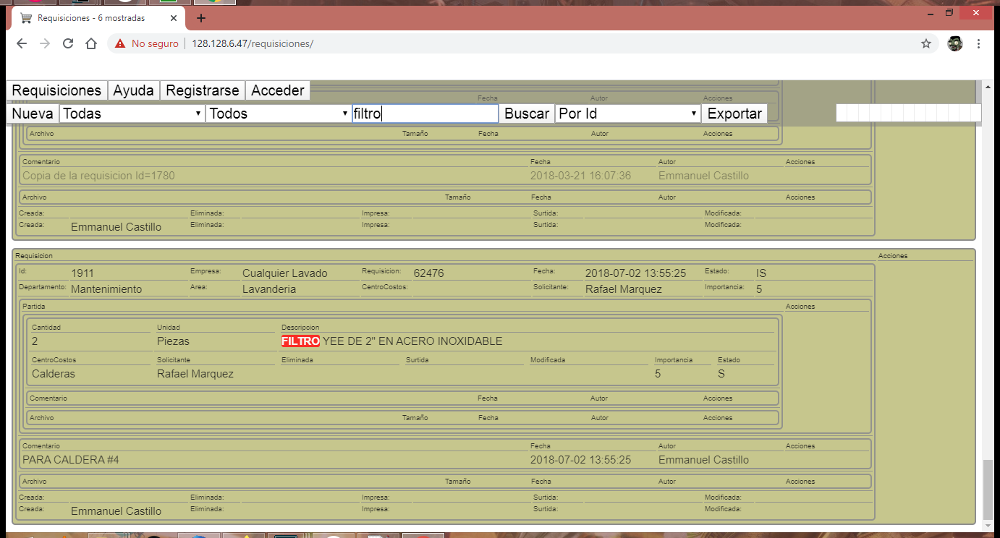 Requisiciones - 6 mostradas
No seguro 128.128.6.47/requisiciones/
Requisiciones Ayuda Registrarse Acceder
Fecha Autor Acciones
Nueva Todas Todos filtro Buscar Por Id Exportar
Archivo Tamaño Fecha Autor Acciones
Comentario Fecha Autor Acciones
Copia de la requisicion Id=1780 2018-03-21 16:07:36 Emmanuel Castillo
Archivo Tamaño Fecha Autor Acciones
Creada: Eliminada: Impresa: Surtida: Modificada:
Creada: Emmanuel Castillo Eliminada: Impresa: Surtida: Modificada:
Requisicion Acciones
Id: 1911 Empresa: Cualquier Lavado Requisicion: 62476 Fecha: 2018-07-02 13:55:25 Estado: IS
Departamento: Mantenimiento Area: Lavanderia CentroCostos: Solicitante: Rafael Marquez Importancia: 5
Partida Acciones
Cantidad Unidad Descripcion
2 Piezas FILTRO YEE DE 2" EN ACERO INOXIDABLE
CentroCostos Solicitante Eliminada Surtida Modificada Importancia Estado
Calderas Rafael Marquez 5 S
Comentario Fecha Autor Acciones
Archivo Tamaño Fecha Autor Acciones
Comentario Fecha Autor Acciones
PARA CALDERA #4 2018-07-02 13:55:25 Emmanuel Castillo
Archivo Tamaño Fecha Autor Acciones
Creada: Eliminada: Impresa: Surtida: Modificada:
Creada: Emmanuel Castillo Eliminada: Impresa: Surtida: Modificada: